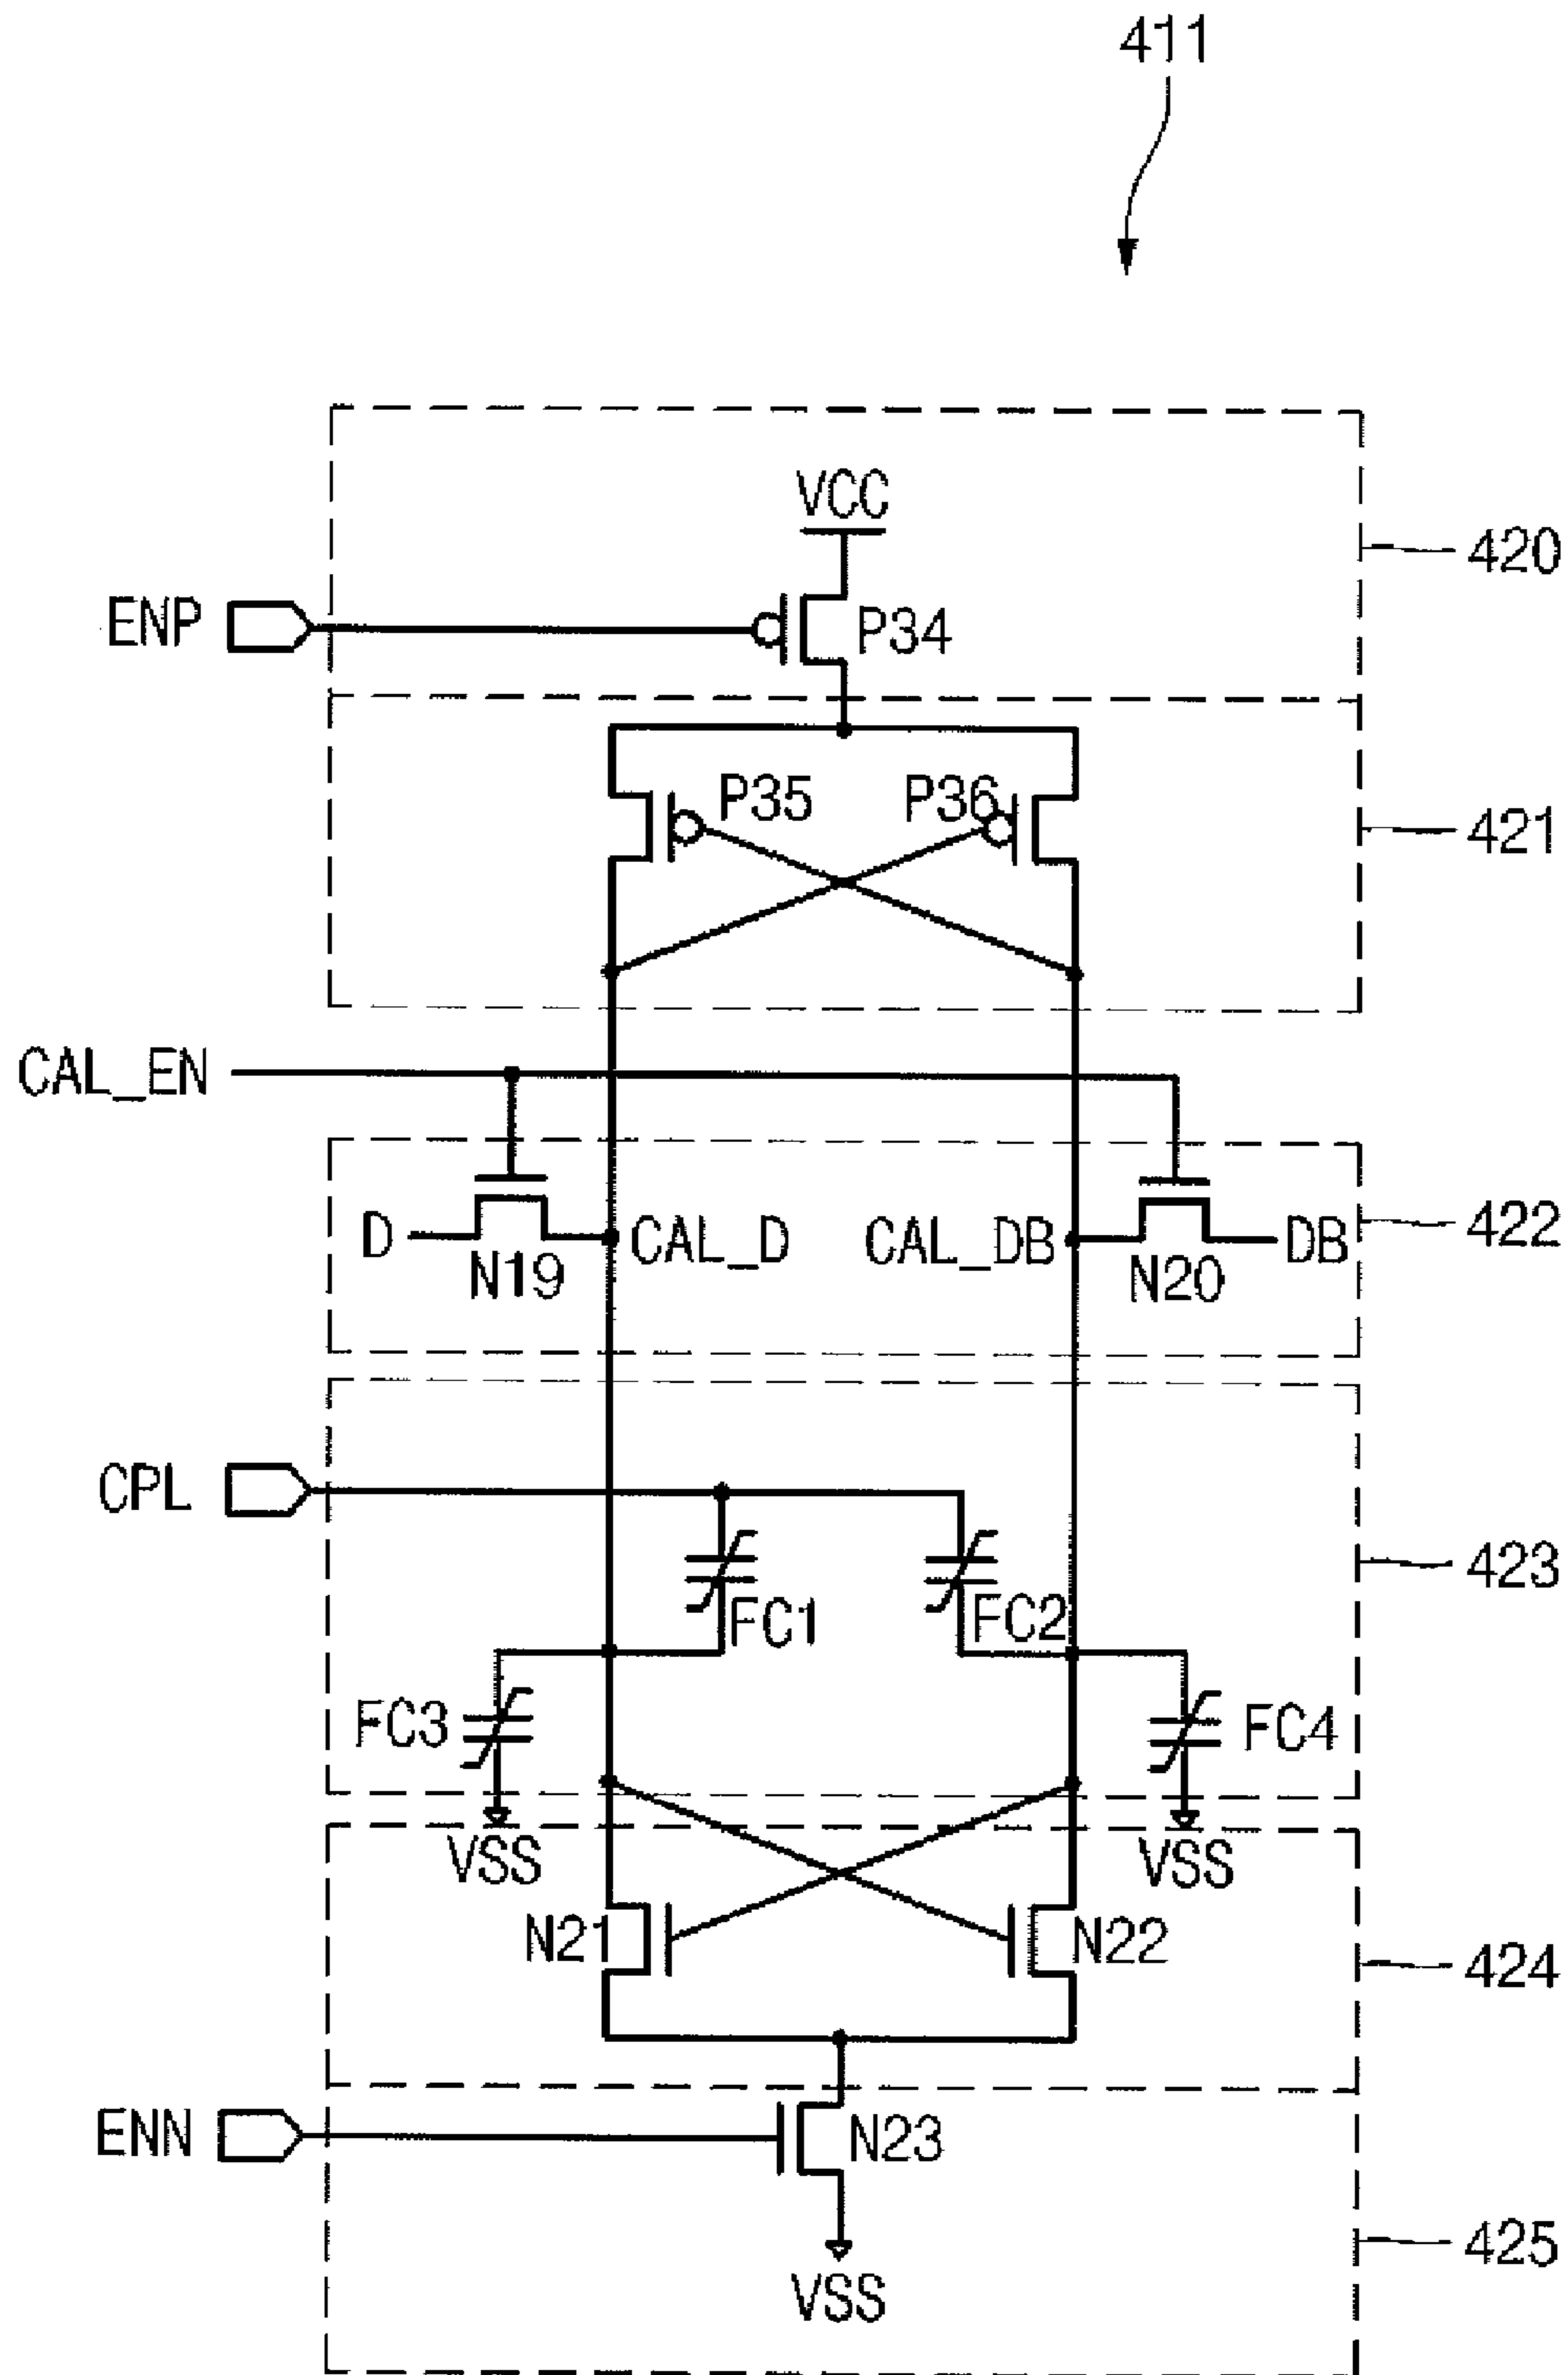 411
VCC
420
ENP
P34
P35 P36
421
CAL_EN
D
N19
CAL_D
CAL_DB
N20
DB
422
CPL
423
FC1
FC2
FC3
FC4
VSS
VSS
N21
N22
424
ENN
N23
425
VSS